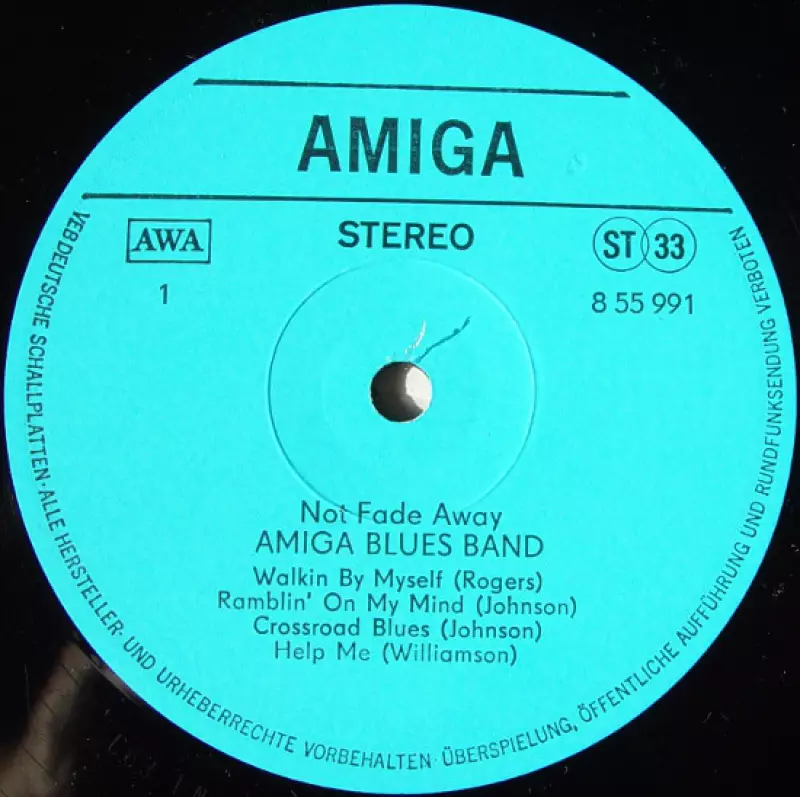 AMIGA
AWA
STEREO
ST 33
1
8 55 991
Not Fade Away
AMIGA BLUES BAND
Walkin By Myself (Rogers)
Ramblin' On My Mind (Johnson)
Crossroad Blues (Johnson)
Help Me (Williamson)
VEB DEUTSCHE SCHALLPLATTEN · ALLE HERSTELLER- UND URHEBERRECHTE VORBEHALTEN · ÜBERSPIELUNG, ÖFFENTLICHE AUFFÜHRUNG UND RUNDFUNKSENDUNG VERBOTEN